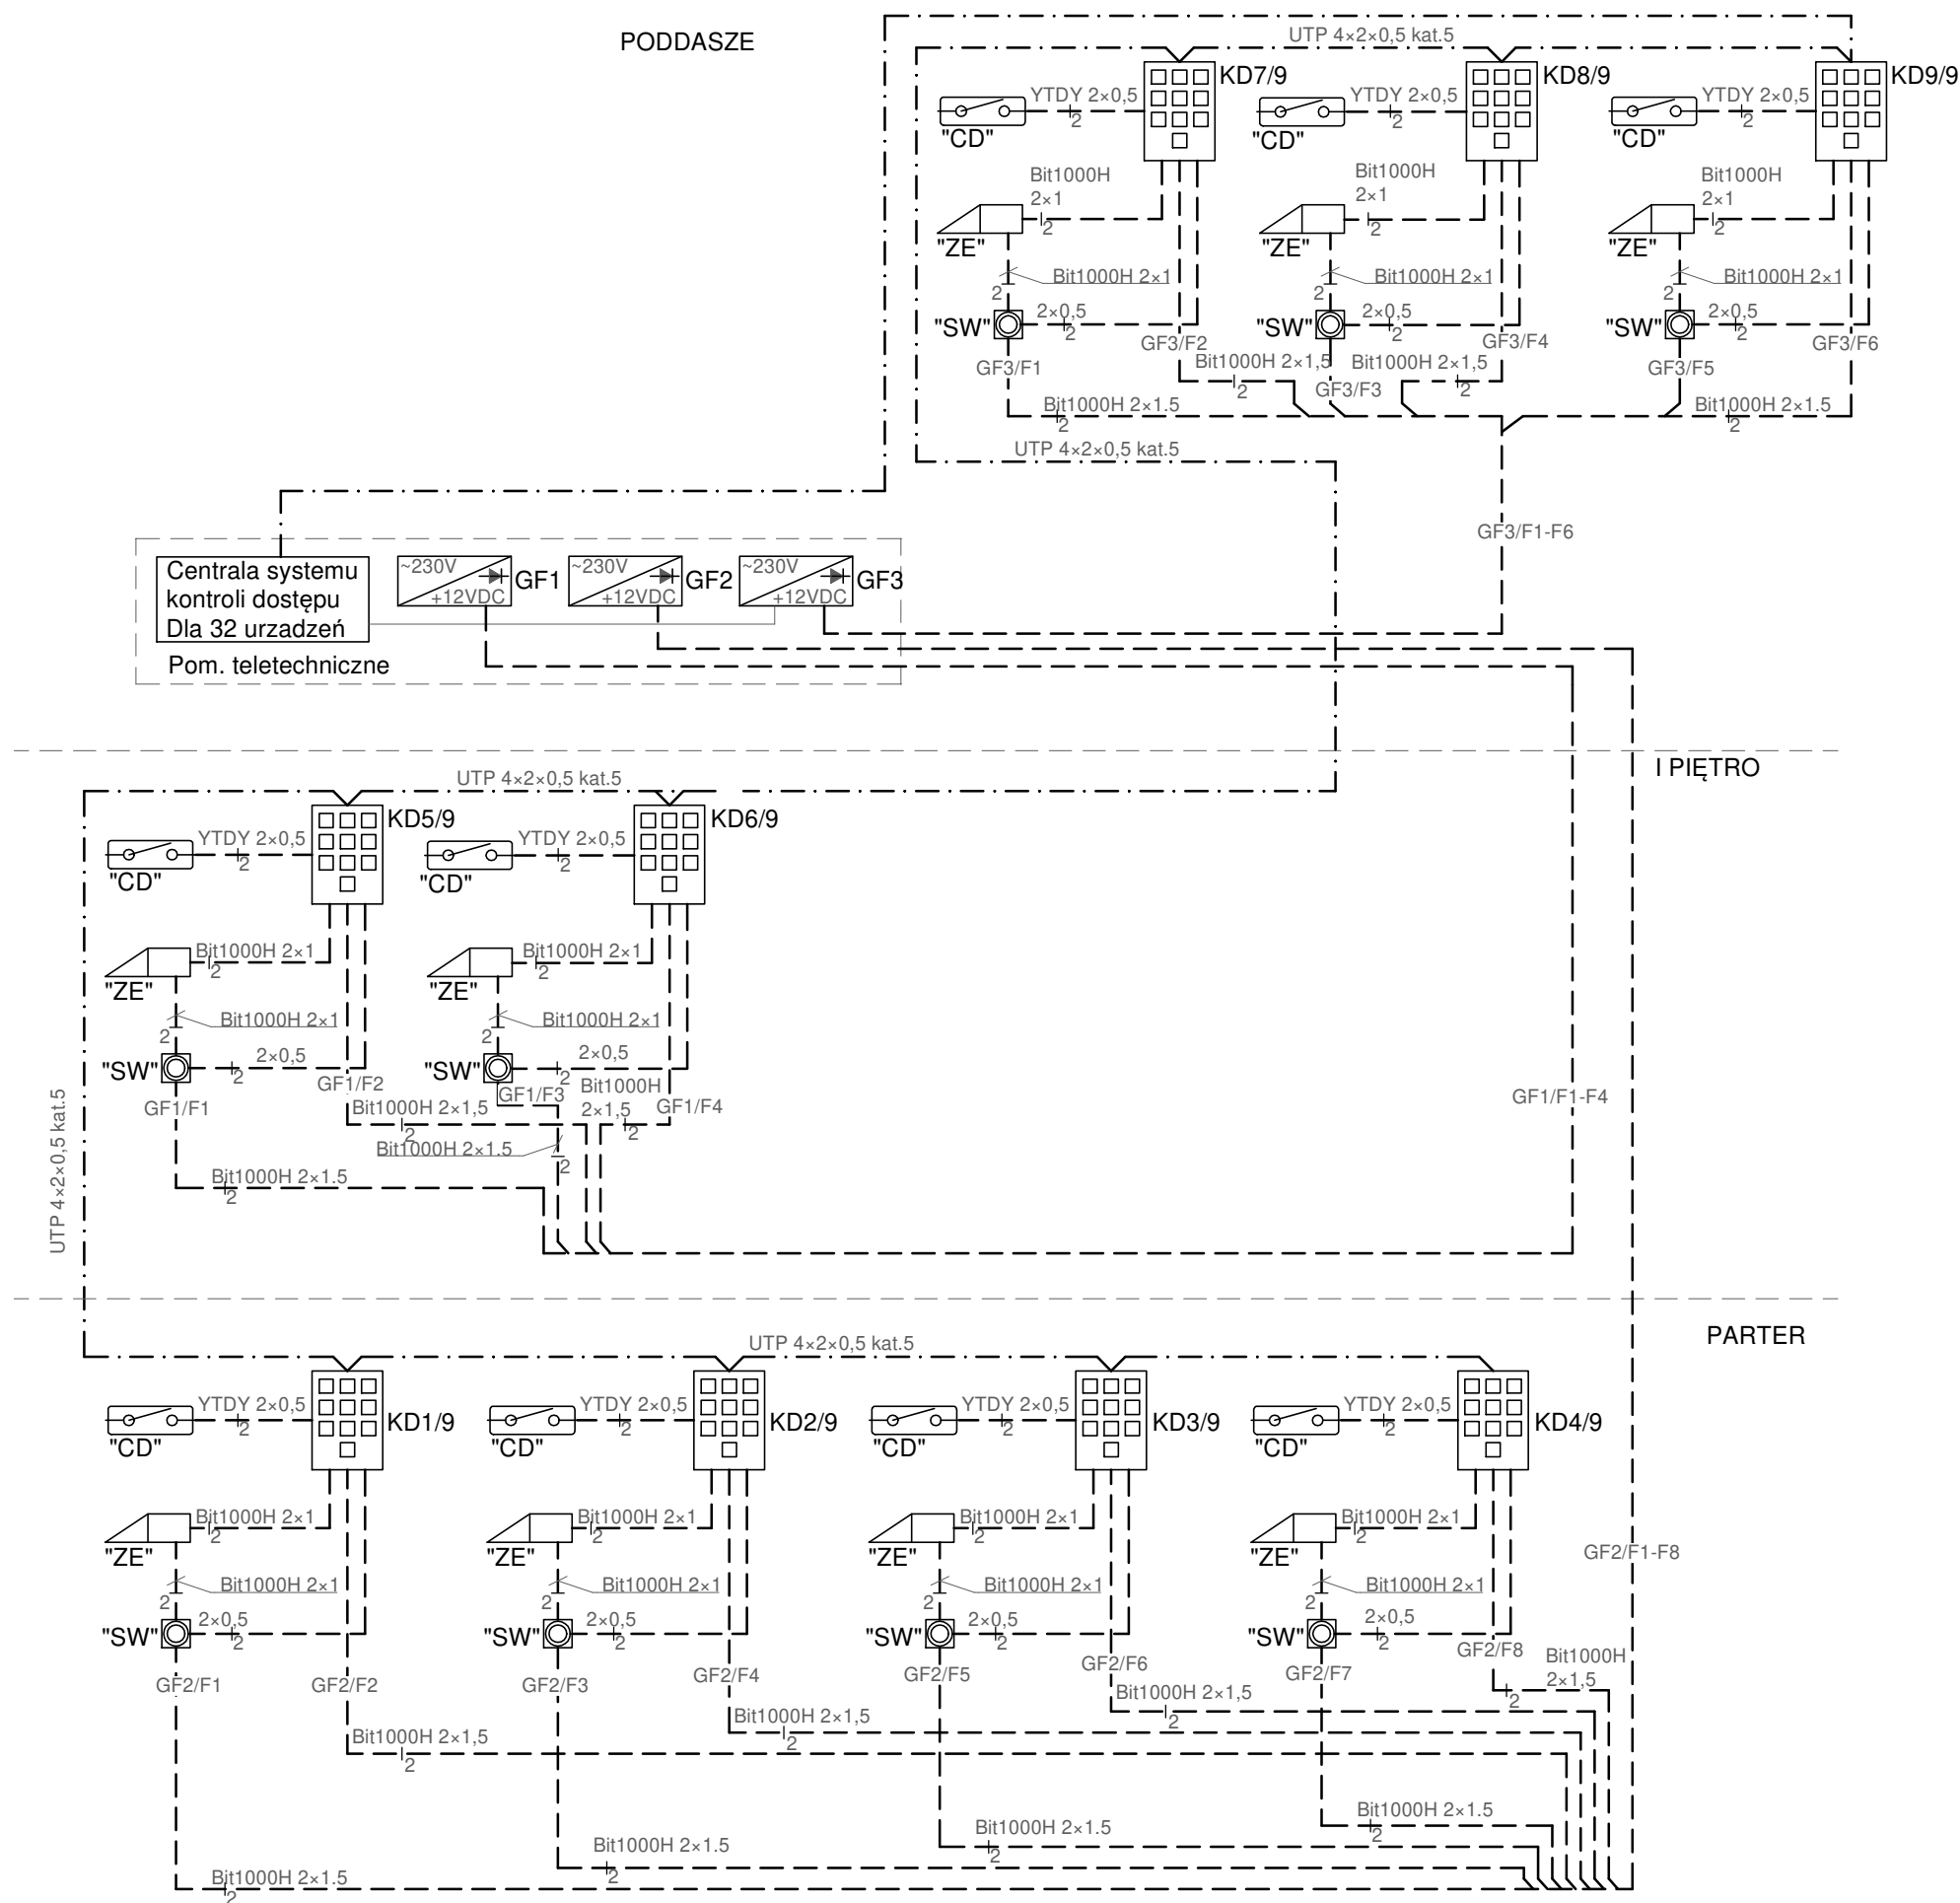 PODDASZE
UTP 4×2×0,5 kat.5
KD7/9
KD8/9
KD9/9
YTDY 2×0,5
2
"CD"
YTDY 2×0,5
2
"CD"
YTDY 2×0,5
2
"CD"
Bit1000H
2×1
2
"ZE"
Bit1000H
2×1
2
"ZE"
Bit1000H
2×1
2
"ZE"
Bit1000H 2×1
2
Bit1000H 2×1
2
Bit1000H 2×1
2
"SW"
2×0,5
2
"SW"
2×0,5
2
"SW"
2×0,5
2
GF3/F1
GF3/F2
GF3/F3
GF3/F4
GF3/F5
GF3/F6
Bit1000H 2×1,5
2
Bit1000H 2×1,5
2
Bit1000H 2×1.5
2
Bit1000H 2×1.5
2
UTP 4×2×0,5 kat.5
GF3/F1-F6
Centrala systemu
kontroli dostępu
Dla 32 urzadzeń
~230V
+12VDC
GF1
~230V
+12VDC
GF2
~230V
+12VDC
GF3
Pom. teletechniczne
I PIĘTRO
UTP 4×2×0,5 kat.5
KD5/9
KD6/9
YTDY 2×0,5
2
"CD"
YTDY 2×0,5
2
"CD"
Bit1000H 2×1
2
"ZE"
Bit1000H 2×1
2
"ZE"
Bit1000H 2×1
2
Bit1000H 2×1
2
"SW"
2×0,5
2
"SW"
2×0,5
2
GF1/F1
GF1/F2
GF1/F3
GF1/F4
Bit1000H 2×1,5
2
Bit1000H
2×1,5
2
Bit1000H 2×1.5
2
Bit1000H 2×1.5
2
GF1/F1-F4
UTP 4×2×0,5 kat.5
PARTER
UTP 4×2×0,5 kat.5
KD1/9
KD2/9
KD3/9
KD4/9
YTDY 2×0,5
2
"CD"
YTDY 2×0,5
2
"CD"
YTDY 2×0,5
2
"CD"
YTDY 2×0,5
2
"CD"
Bit1000H 2×1
2
"ZE"
Bit1000H 2×1
2
"ZE"
Bit1000H 2×1
2
"ZE"
Bit1000H 2×1
2
"ZE"
Bit1000H 2×1
2
Bit1000H 2×1
2
Bit1000H 2×1
2
Bit1000H 2×1
2
GF2/F1-F8
"SW"
2×0,5
2
"SW"
2×0,5
2
"SW"
2×0,5
2
"SW"
2×0,5
2
GF2/F1
GF2/F2
GF2/F3
GF2/F4
GF2/F5
GF2/F6
GF2/F7
GF2/F8
Bit1000H
2×1,5
2
Bit1000H 2×1,5
2
Bit1000H 2×1,5
2
Bit1000H 2×1,5
2
Bit1000H 2×1.5
2
Bit1000H 2×1.5
2
Bit1000H 2×1.5
2
Bit1000H 2×1.5
2